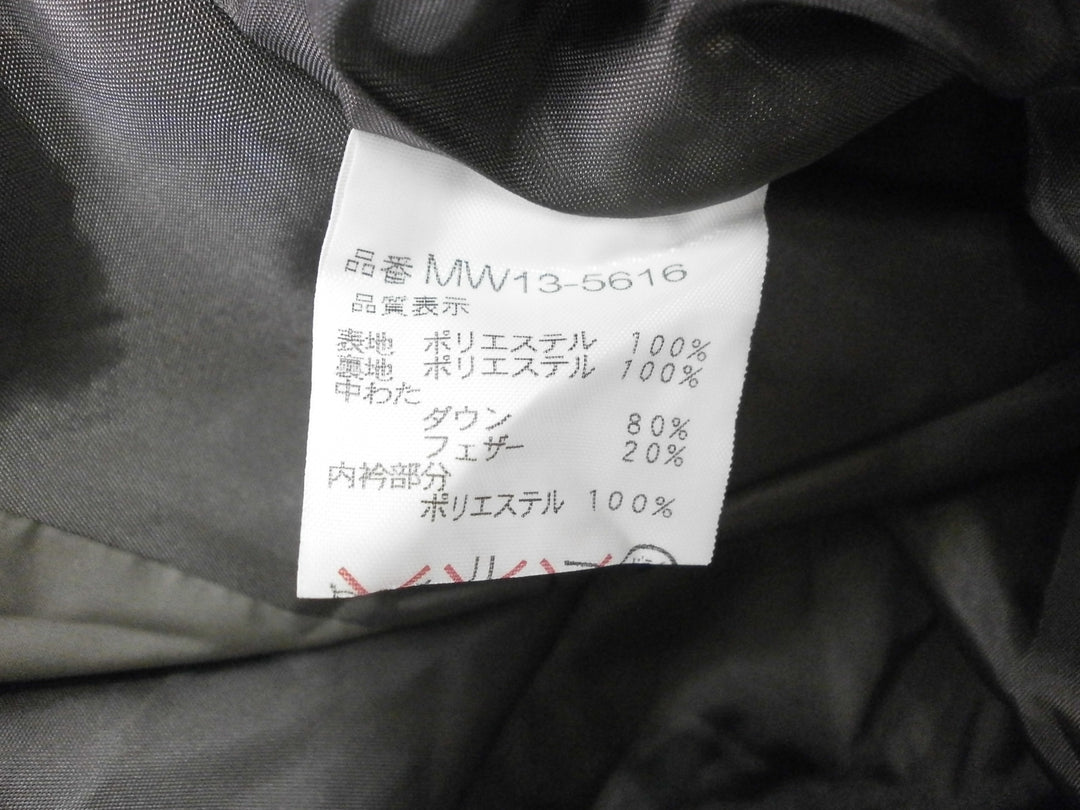 品番 MW13-5616
品質表示
表地 ポリエステル 100%
裏地 ポリエステル 100%
中わた
ダウン 80%
フェザー 20%
内衿部分
ポリエステル 100%